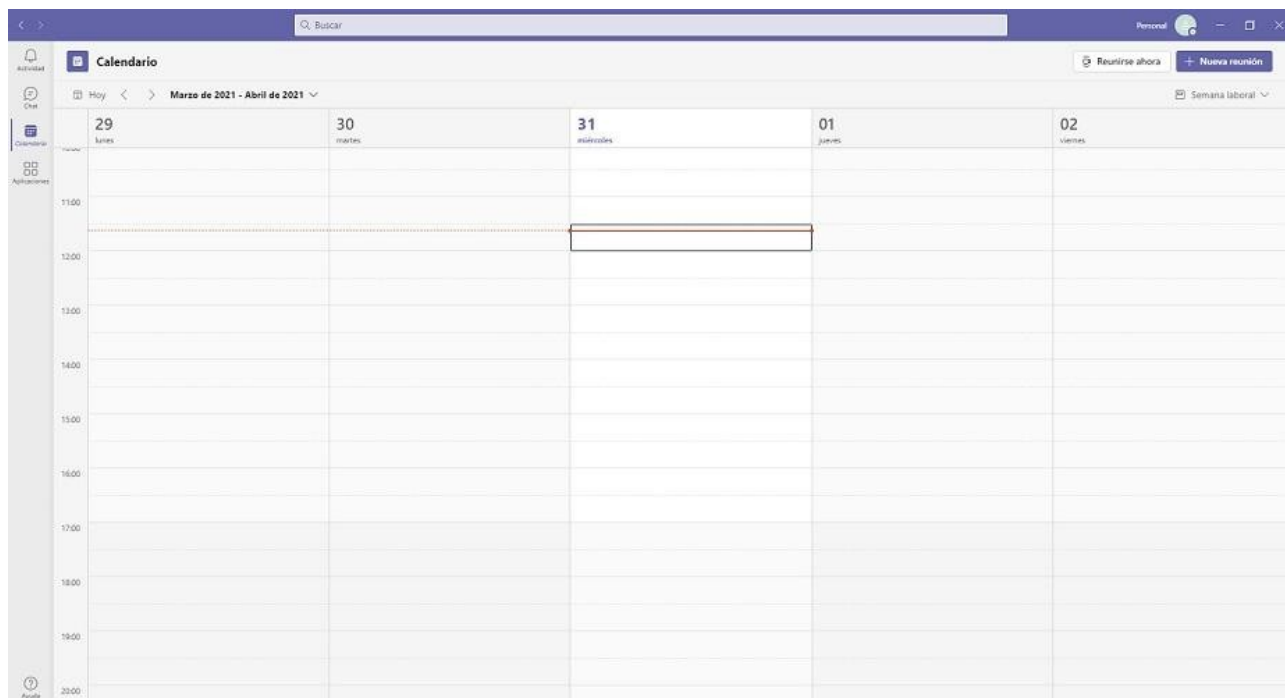 Buscar
Personal
Actividad
Calendario
Reunirse ahora
Nueva reunión
Chat
Hoy
Marzo de 2021 - Abril de 2021
Semana laboral
Calendario
29
30
31
01
02
lunes
martes
miércoles
jueves
viernes
Aplicaciones
11:00
12:00
13:00
14:00
15:00
16:00
17:00
18:00
19:00
20:00
Ayuda